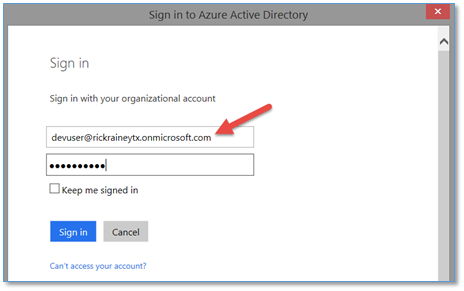 Sign in to Azure Active Directory
Sign in
Sign in with your organizational account
devuser@rickraineytx.onmicrosoft.com
••••••••••
Keep me signed in
Sign in Cancel
Can't access your account?